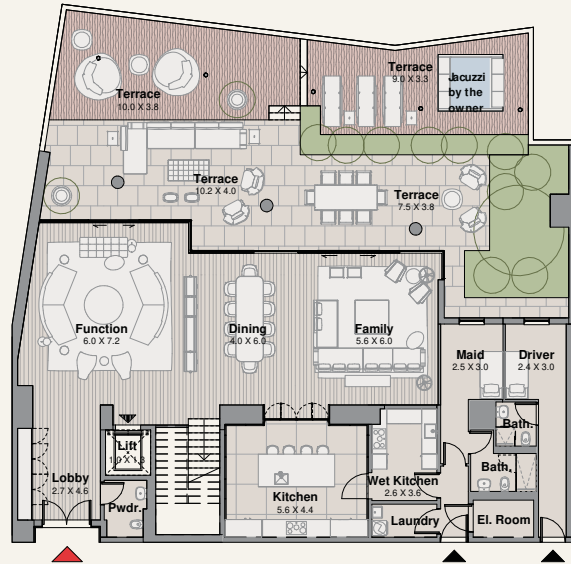 Terrace
10.0 X 3.8
Terrace
9.0 X 3.3
Jacuzzi
by the
owner
Terrace
10.2 X 4.0
Terrace
7.5 X 3.8
Function
6.0 X 7.2
Dining
4.0 X 6.0
Family
5.6 X 6.0
Maid
2.5 X 3.0
Driver
2.4 X 3.0
Bath.
Lift
Bath.
Lobby
2.7 X 4.6
Wet Kitchen
2.6 X 3.6
Kitchen
5.6 X 4.4
Pwdr.
Laundry
El. Room